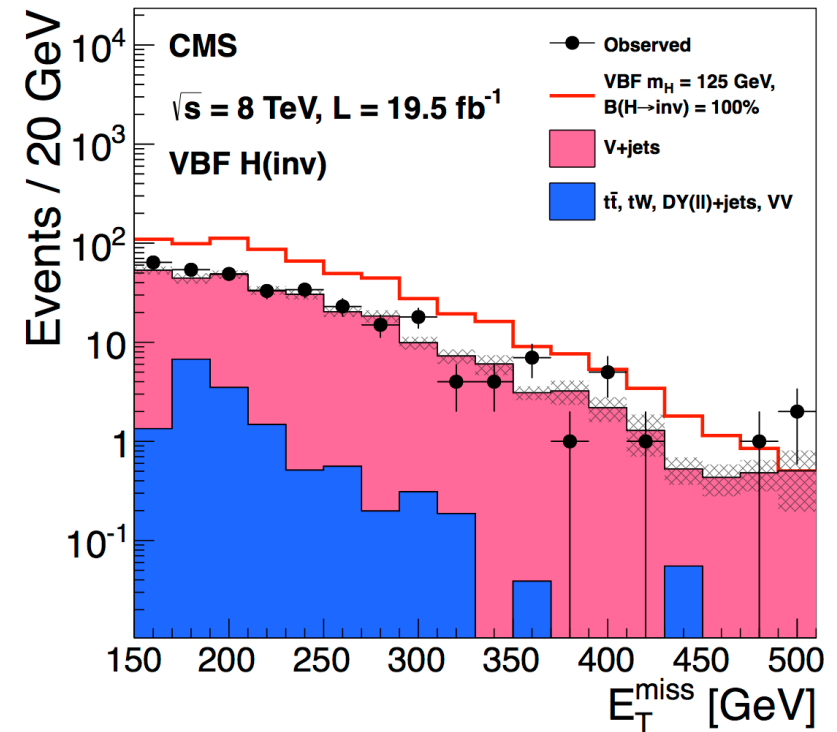 Events / 20 GeV
10⁴
10³
10²
10
1
10⁻¹
CMS
√s = 8 TeV, L = 19.5 fb⁻¹
VBF H(inv)
Observed
VBF m_H = 125 GeV,
B(H→inv) = 100%
V+jets
tt̄, tW, DY(ll)+jets, VV
150 200 250 300 350 400 450 500
E_T^miss [GeV]